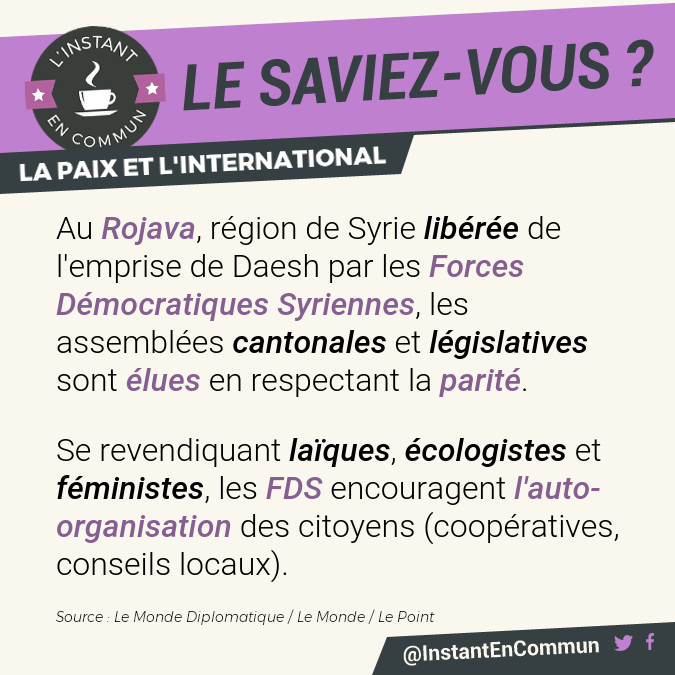 L'INSTANT
EN COMMUN
LE SAVIEZ-VOUS ?
LA PAIX ET L'INTERNATIONAL
Au Rojava, région de Syrie libérée de
l'emprise de Daesh par les Forces
Démocratiques Syriennes, les
assemblées cantonales et législatives
sont élues en respectant la parité.
Se revendiquant laïques, écologistes et
féministes, les FDS encouragent l'auto-
organisation des citoyens (coopératives,
conseils locaux).
Source : Le Monde Diplomatique / Le Monde / Le Point
@InstantEnCommun